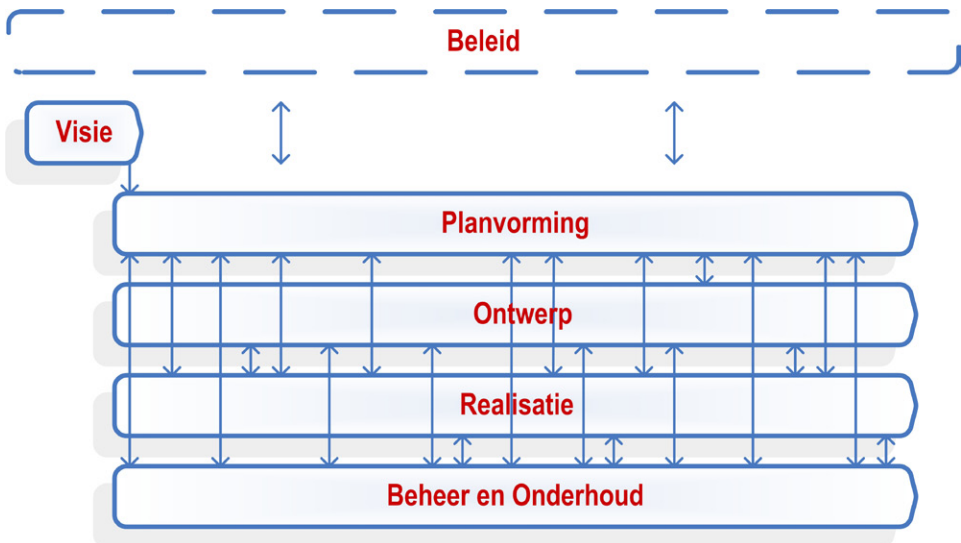 Beleid
Visie
Planvorming
Ontwerp
Realisatie
Beheer en Onderhoud